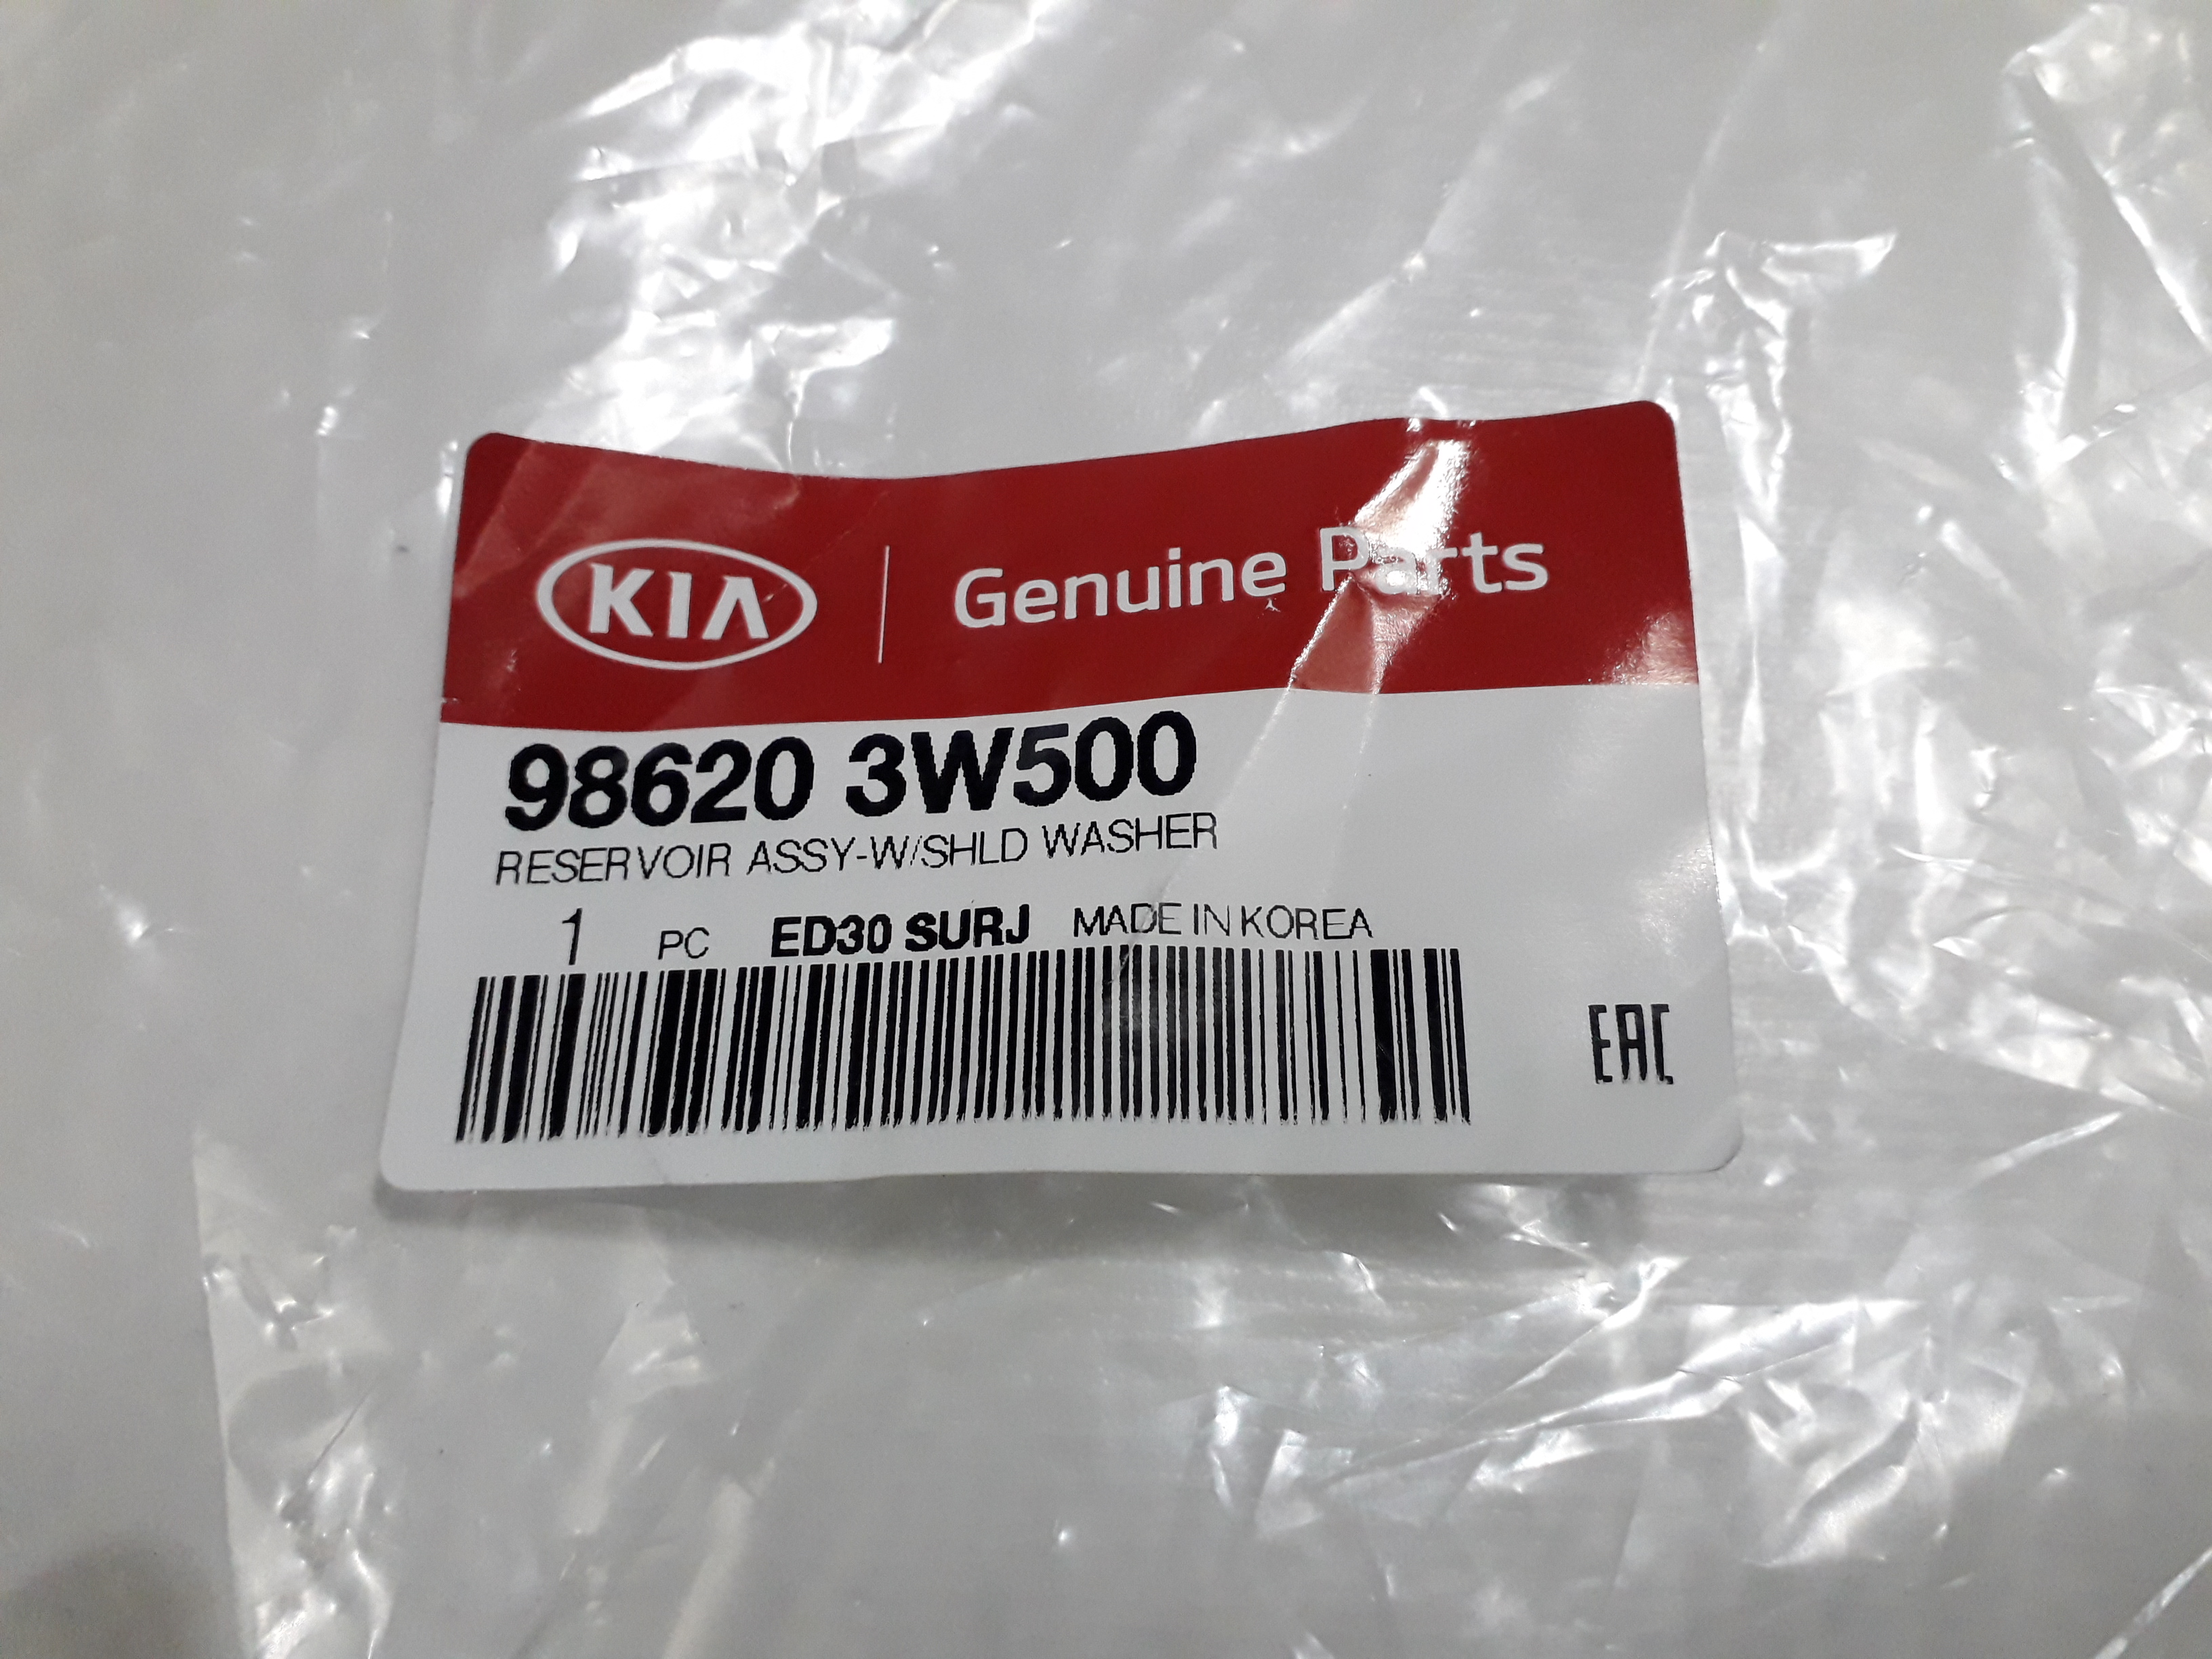 KIA Genuine Parts
98620 3W500
RESERVOIR ASSY-W/SHLD WASHER
1 PC ED30 SURJ MADE IN KOREA
EAC